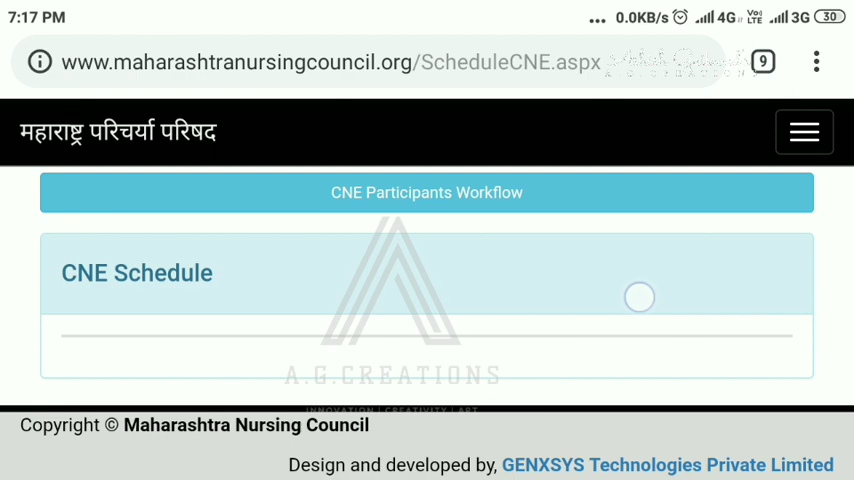 7:17 PM
... 0.0KB/s 4G VoLTE 3G 30
www.maharashtranursingcouncil.org/ScheduleCNE.aspx
9
महाराष्ट्र परिचर्या परिषद
CNE Participants Workflow
CNE Schedule
A.G.CREATIONS
INNOVATION | CREATIVITY | ART
Copyright © Maharashtra Nursing Council
Design and developed by, GENXSYS Technologies Private Limited